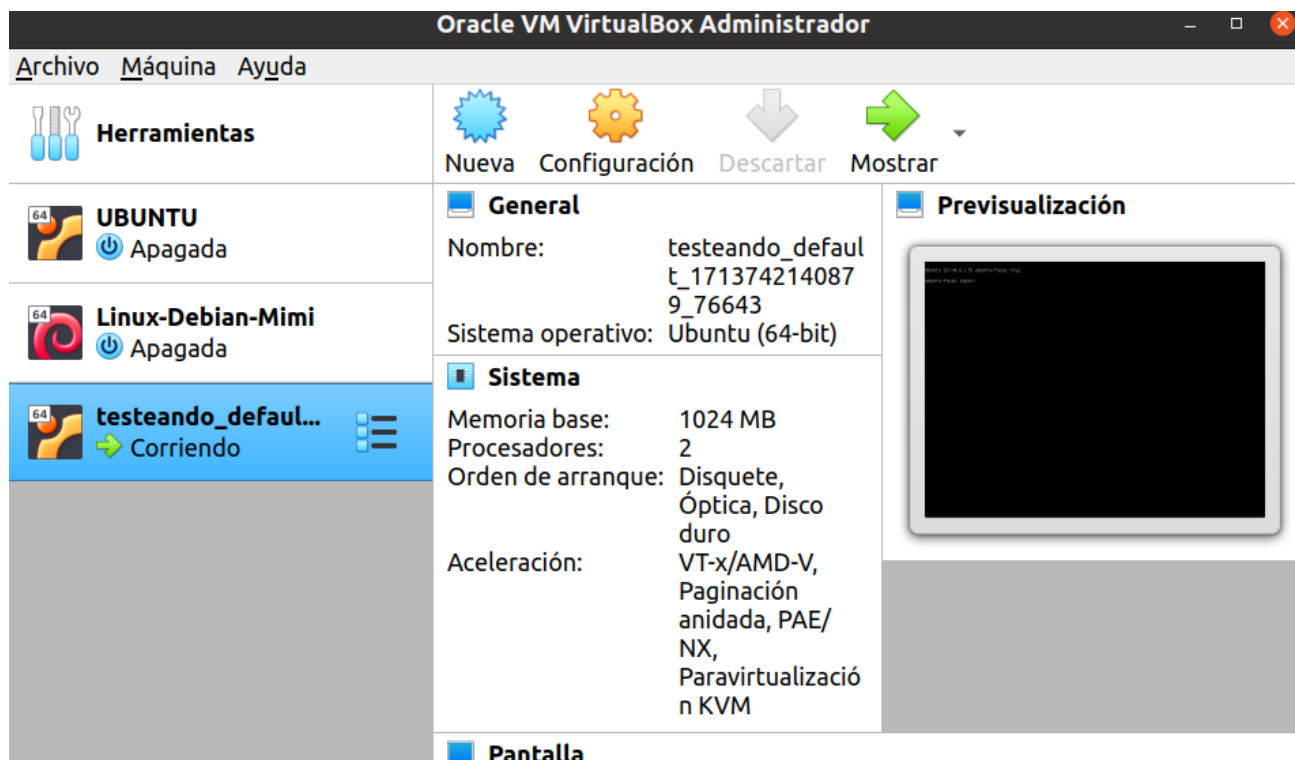 Oracle VM VirtualBox Administrador
Archivo Máquina Ayuda
Herramientas
Nueva Configuración Descartar Mostrar
64
UBUNTU
Apagada
64
Linux-Debian-Mimi
Apagada
64
testeando_defaul...
Corriendo
General
Nombre: testeando_defaul
t_171374214087
9_76643
Sistema operativo: Ubuntu (64-bit)
Sistema
Memoria base: 1024 MB
Procesadores: 2
Orden de arranque: Disquete,
Óptica, Disco
duro
Aceleración: VT-x/AMD-V,
Paginación
anidada, PAE/
NX,
Paravirtualizació
n KVM
Pantalla
Previsualización